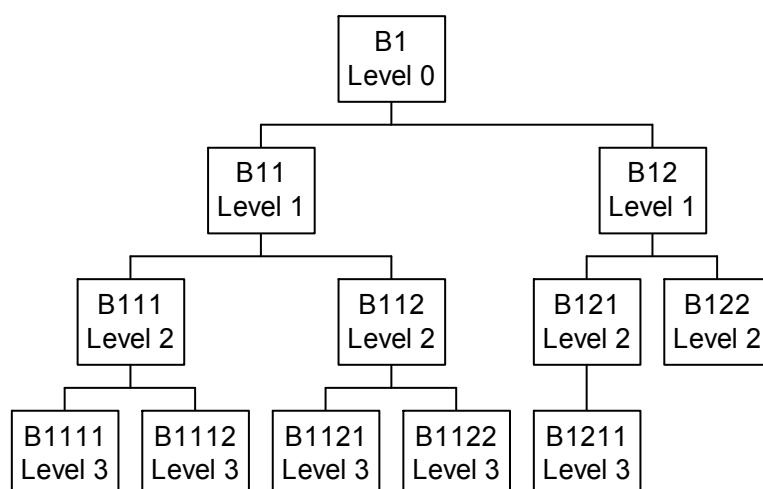 B1
Level 0
B11
Level 1
B12
Level 1
B111
Level 2
B112
Level 2
B121
Level 2
B122
Level 2
B1111
Level 3
B1112
Level 3
B1121
Level 3
B1122
Level 3
B1211
Level 3